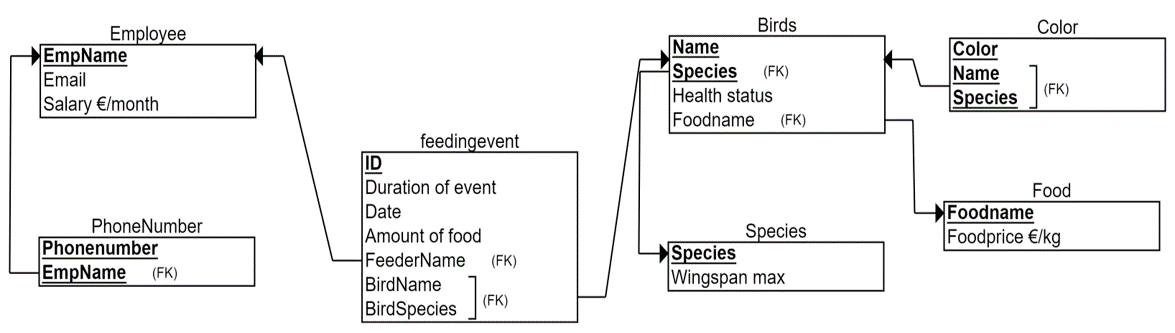 Employee
EmpName
Email
Salary €/month
PhoneNumber
Phonenumber
EmpName (FK)
feedingevent
ID
Duration of event
Date
Amount of food
FeederName (FK)
BirdName
BirdSpecies
(FK)
Birds
Name
Species (FK)
Health status
Foodname (FK)
Species
Species
Wingspan max
Color
Color
Name
Species
(FK)
Food
Foodname
Foodprice €/kg